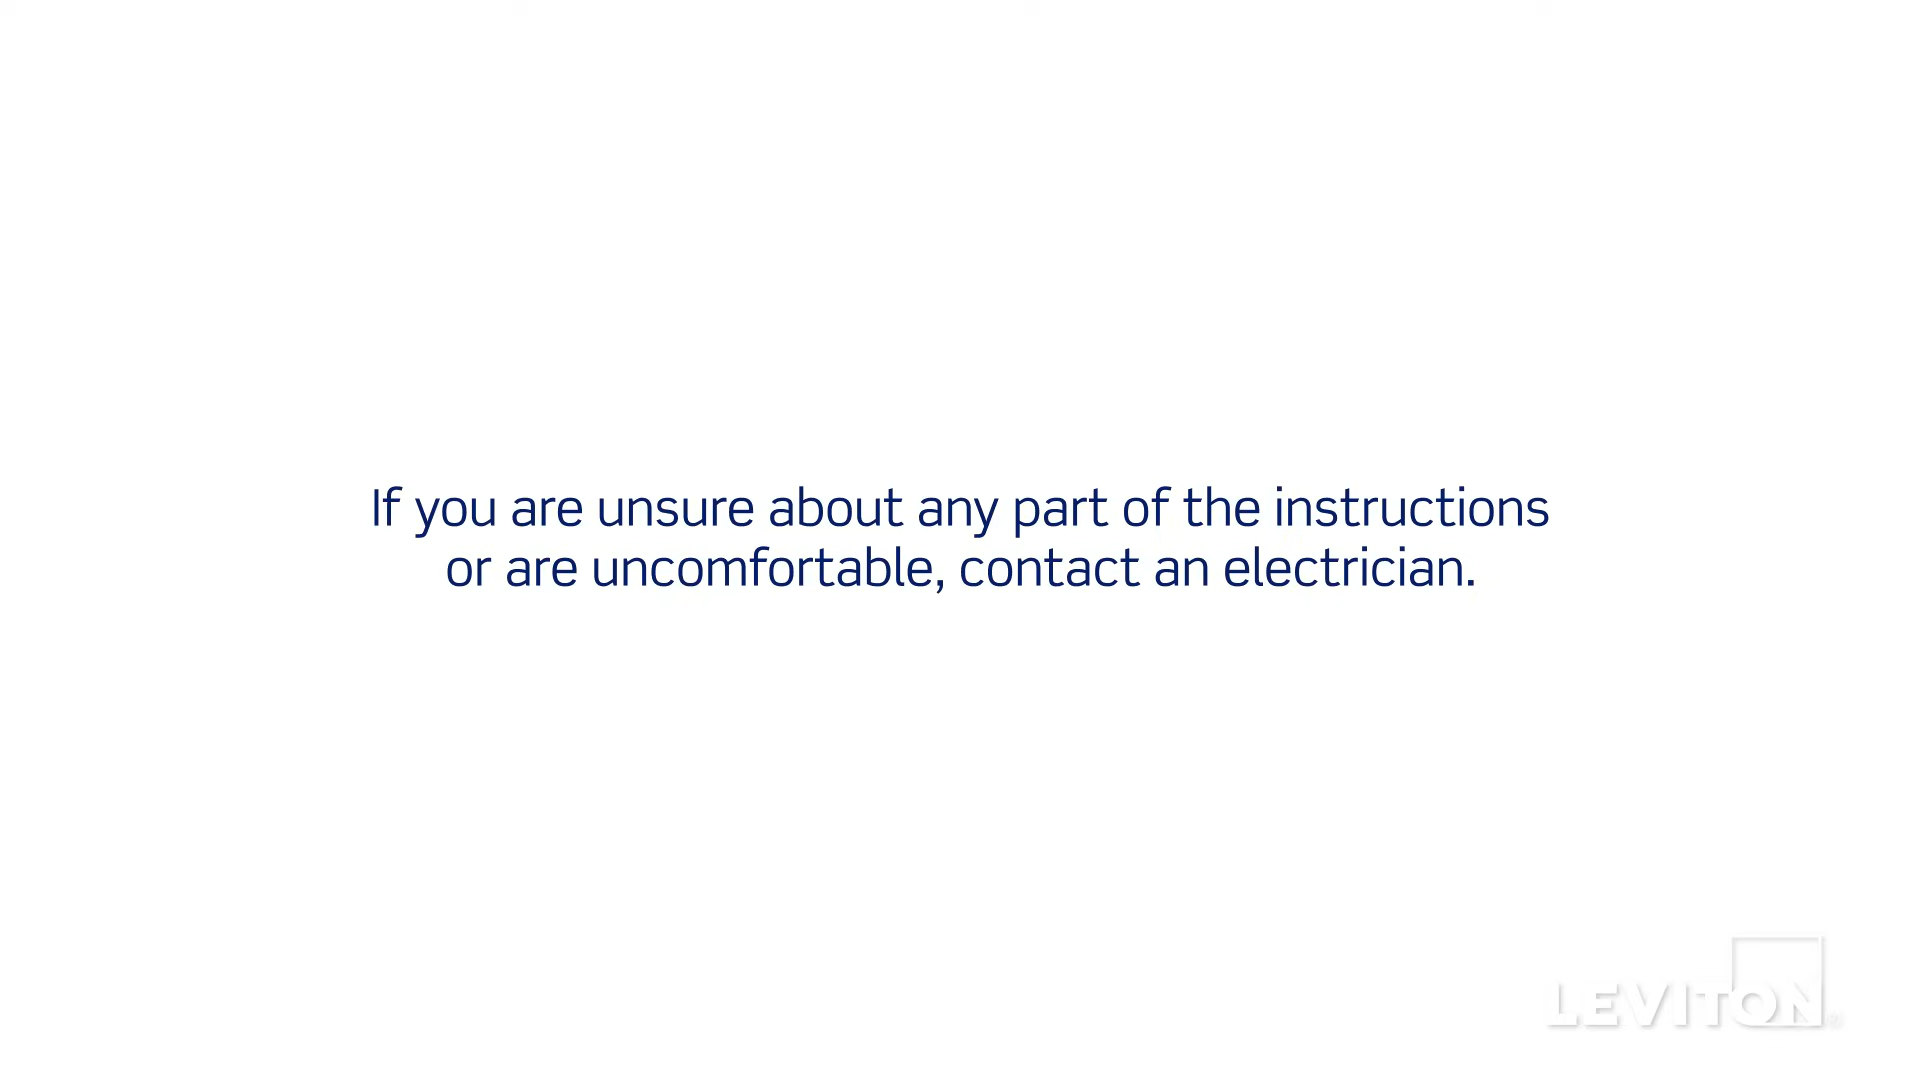 If you are unsure about any part of the instructions
or are uncomfortable, contact an electrician.
LEVITON®